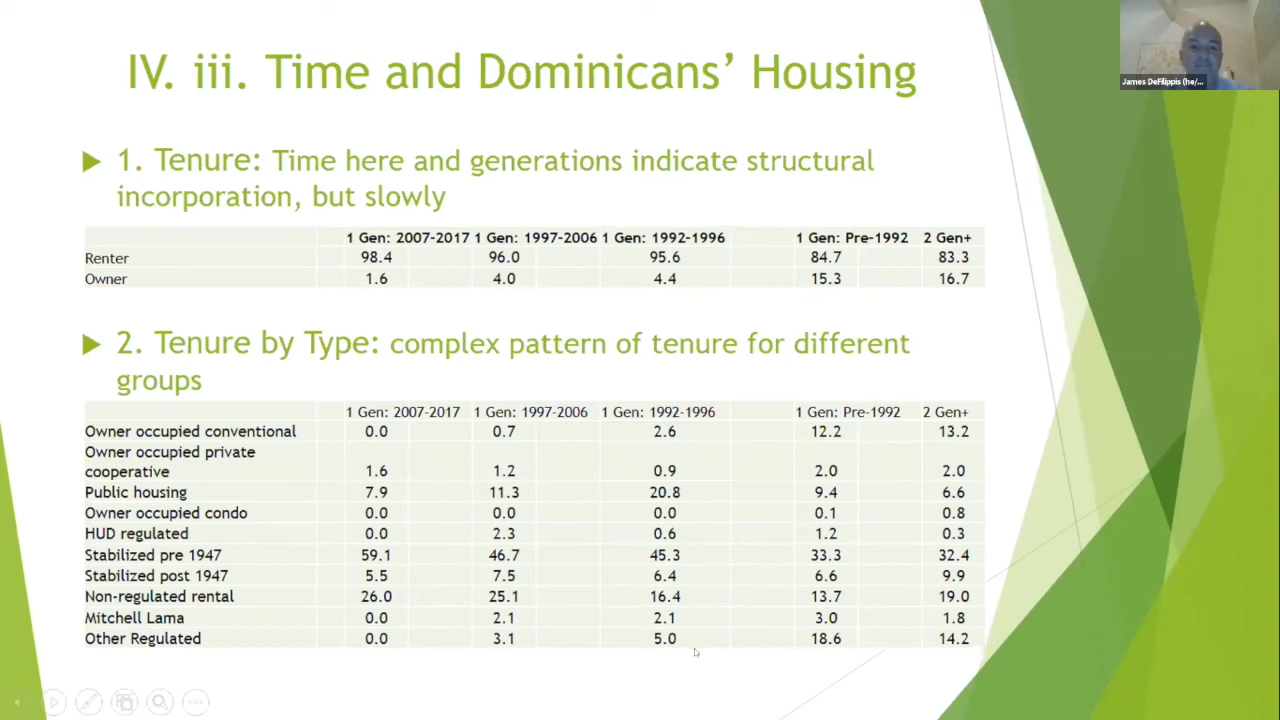 IV. iii. Time and Dominicans' Housing
James DeFilippis (he/...
1. Tenure: Time here and generations indicate structural
incorporation, but slowly
1 Gen: 2007-2017 1 Gen: 1997-2006 1 Gen: 1992-1996 1 Gen: Pre-1992 2 Gen+
Renter 98.4 96.0 95.6 84.7 83.3
Owner 1.6 4.0 4.4 15.3 16.7
2. Tenure by Type: complex pattern of tenure for different
groups
1 Gen: 2007-2017 1 Gen: 1997-2006 1 Gen: 1992-1996 1 Gen: Pre-1992 2 Gen+
Owner occupied conventional 0.0 0.7 2.6 12.2 13.2
Owner occupied private
cooperative 1.6 1.2 0.9 2.0 2.0
Public housing 7.9 11.3 20.8 9.4 6.6
Owner occupied condo 0.0 0.0 0.0 0.1 0.8
HUD regulated 0.0 2.3 0.6 1.2 0.3
Stabilized pre 1947 59.1 46.7 45.3 33.3 32.4
Stabilized post 1947 5.5 7.5 6.4 6.6 9.9
Non-regulated rental 26.0 25.1 16.4 13.7 19.0
Mitchell Lama 0.0 2.1 2.1 3.0 1.8
Other Regulated 0.0 3.1 5.0 18.6 14.2